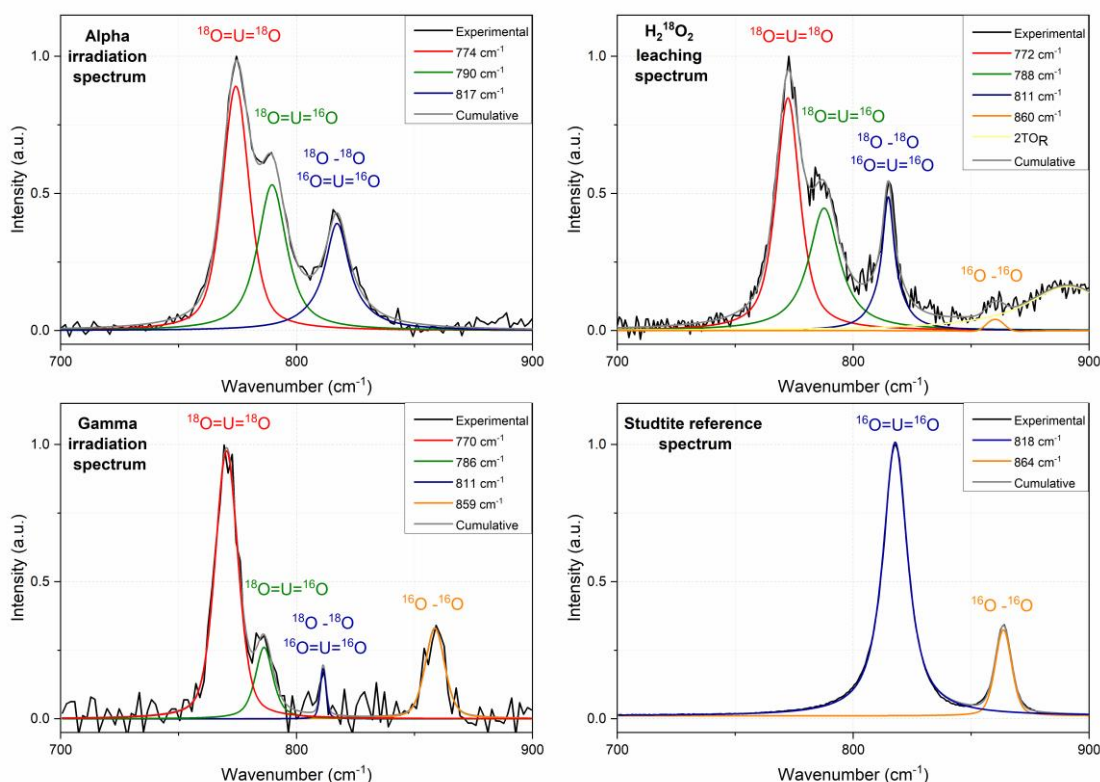 Alpha
irradiation
spectrum
¹⁸O=U=¹⁸O
¹⁸O=U=¹⁶O
¹⁸O -¹⁸O
¹⁶O=U=¹⁶O
Experimental
774 cm⁻¹
790 cm⁻¹
817 cm⁻¹
Cumulative
Intensity (a.u.)
1.0
0.5
0.0
700
800
900
Wavenumber (cm⁻¹)
H₂¹⁸O₂
leaching
spectrum
¹⁸O=U=¹⁸O
¹⁸O=U=¹⁶O
¹⁸O -¹⁸O
¹⁶O=U=¹⁶O
¹⁶O -¹⁶O
Experimental
772 cm⁻¹
788 cm⁻¹
811 cm⁻¹
860 cm⁻¹
2TO_R
Cumulative
Intensity (a.u.)
1.0
0.5
0.0
700
800
900
Wavenumber (cm⁻¹)
Gamma
irradiation
spectrum
¹⁸O=U=¹⁸O
¹⁸O=U=¹⁶O
¹⁸O -¹⁸O
¹⁶O=U=¹⁶O
¹⁶O -¹⁶O
Experimental
770 cm⁻¹
786 cm⁻¹
811 cm⁻¹
859 cm⁻¹
Cumulative
Intensity (a.u.)
1.0
0.5
0.0
700
800
900
Wavenumber (cm⁻¹)
Studtite reference
spectrum
¹⁶O=U=¹⁶O
¹⁶O -¹⁶O
Experimental
818 cm⁻¹
864 cm⁻¹
Cumulative
Intensity (a.u.)
1.0
0.5
0.0
700
800
900
Wavenumber (cm⁻¹)